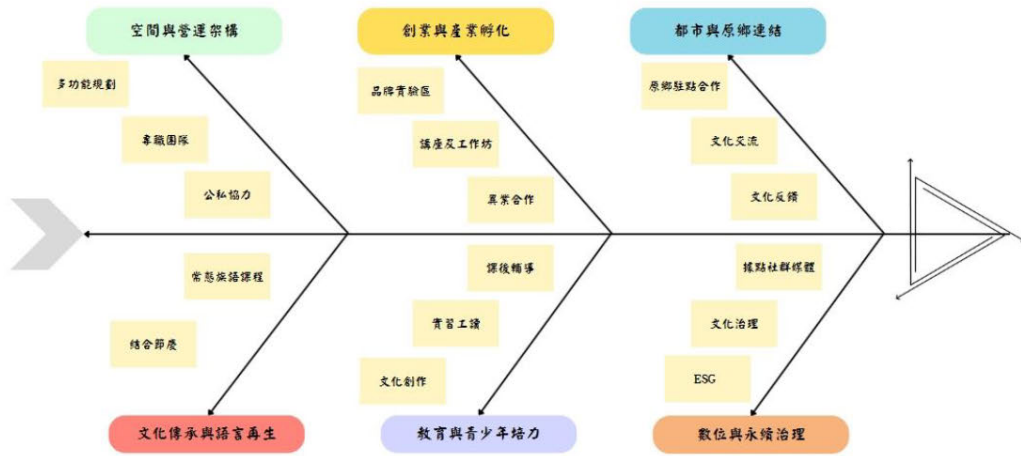 空間與營運架構
創業與產業孵化
都市與原鄉連結
多功能規劃
專職團隊
公私協力
品牌實驗區
講座及工作坊
異業合作
原鄉駐點合作
文化交流
文化反饋
常態族語課程
結合節慶
課後輔導
實習工讀
文化創作
據點社群媒體
文化治理
ESG
文化傳承與語言再生
教育與青少年培力
數位與永續治理